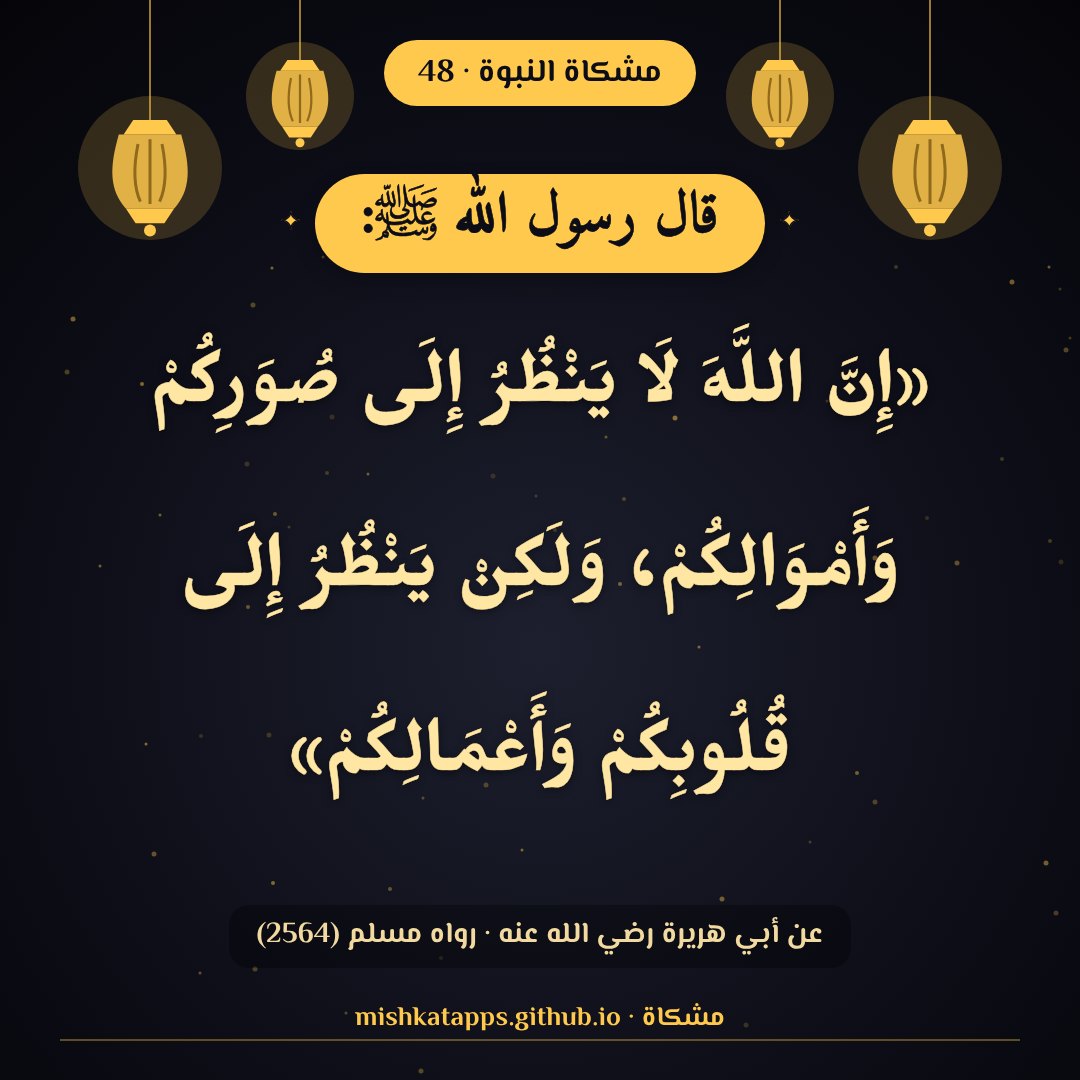 مشكاة النبوة · 48
قال رسول الله ﷺ:
«إِنَّ اللَّهَ لَا يَنْظُرُ إِلَى صُوَرِكُمْ
وَأَمْوَالِكُمْ، وَلَكِنْ يَنْظُرُ إِلَى
قُلُوبِكُمْ وَأَعْمَالِكُمْ»
عن أبي هريرة رضي الله عنه · رواه مسلم (2564)
مشكاة · mishkatapps.github.io